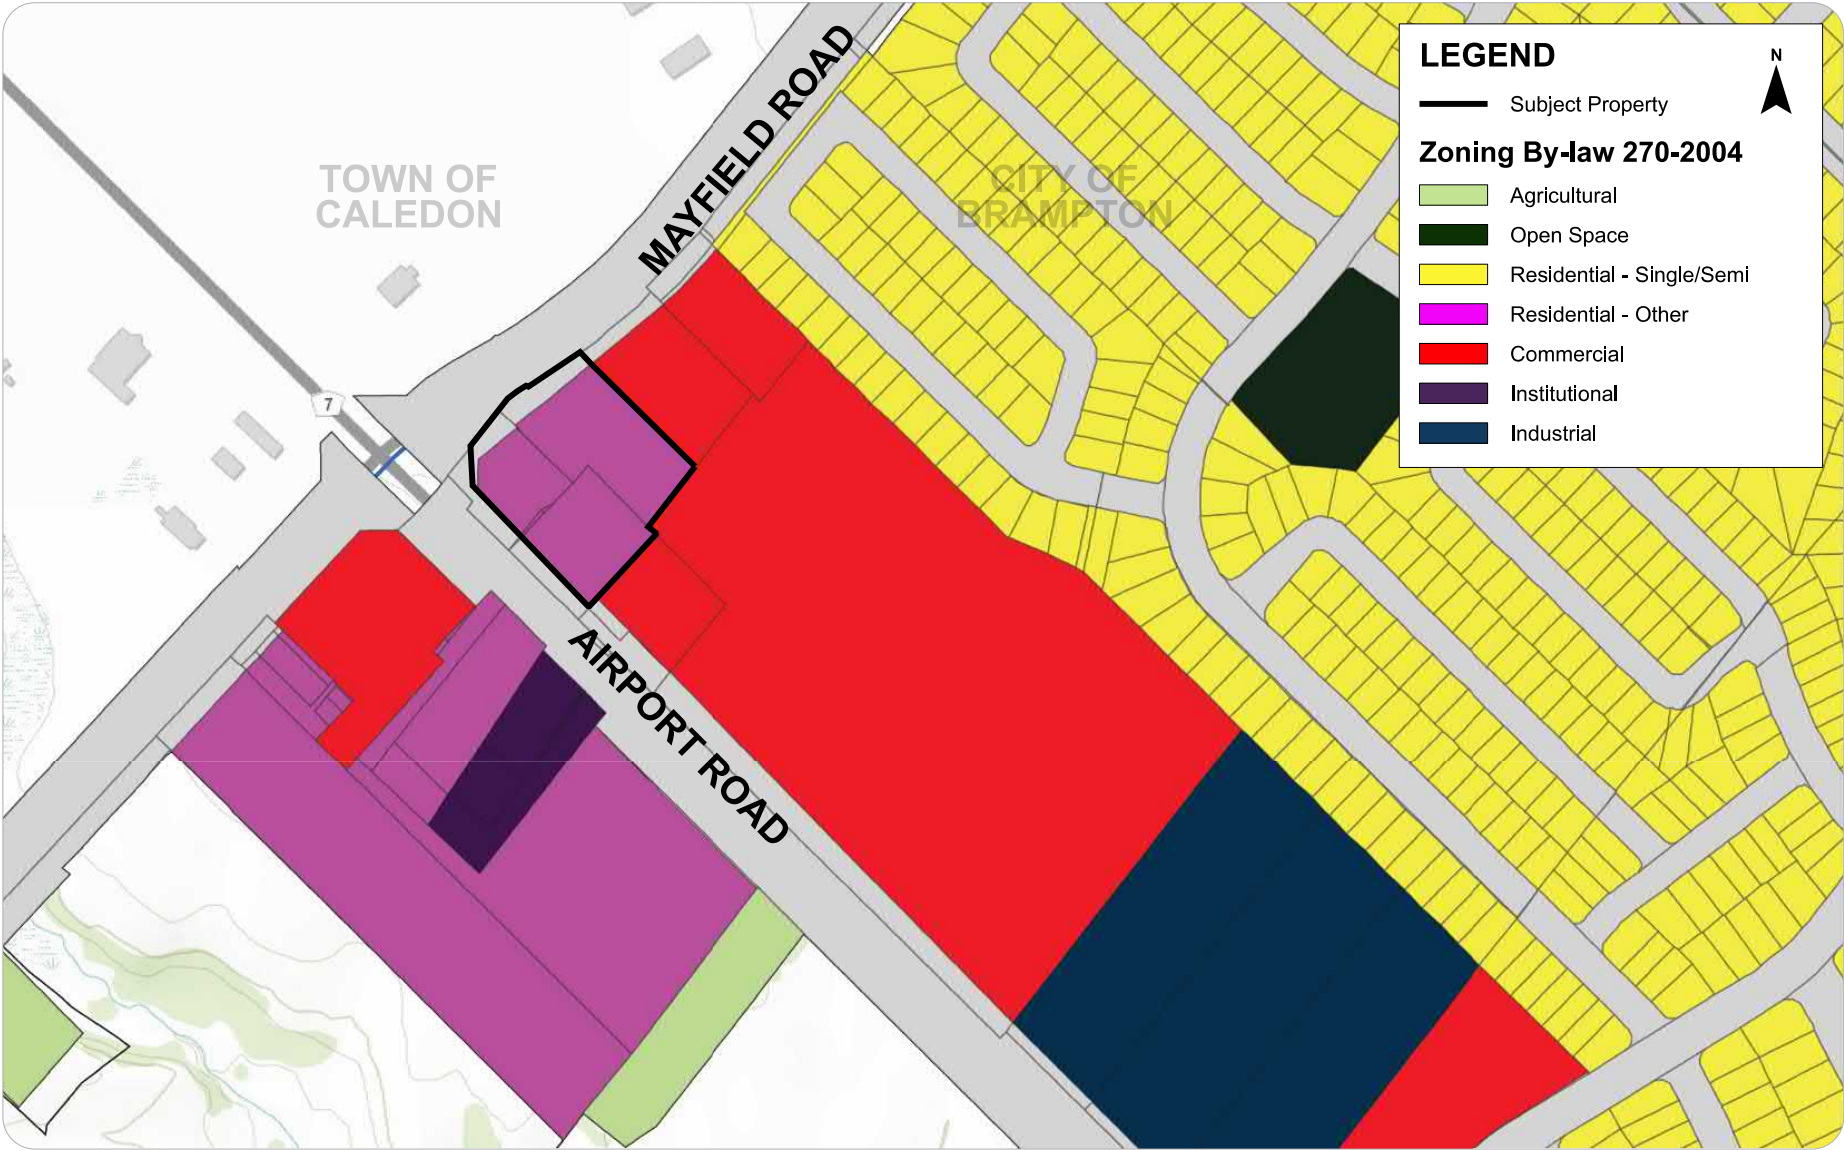 MAYFIELD ROAD
TOWN OF
CALEDON
CITY OF
BRAMPTON
7
AIRPORT ROAD
LEGEND
N
Subject Property
Zoning By-law 270-2004
Agricultural
Open Space
Residential - Single/Semi
Residential - Other
Commercial
Institutional
Industrial